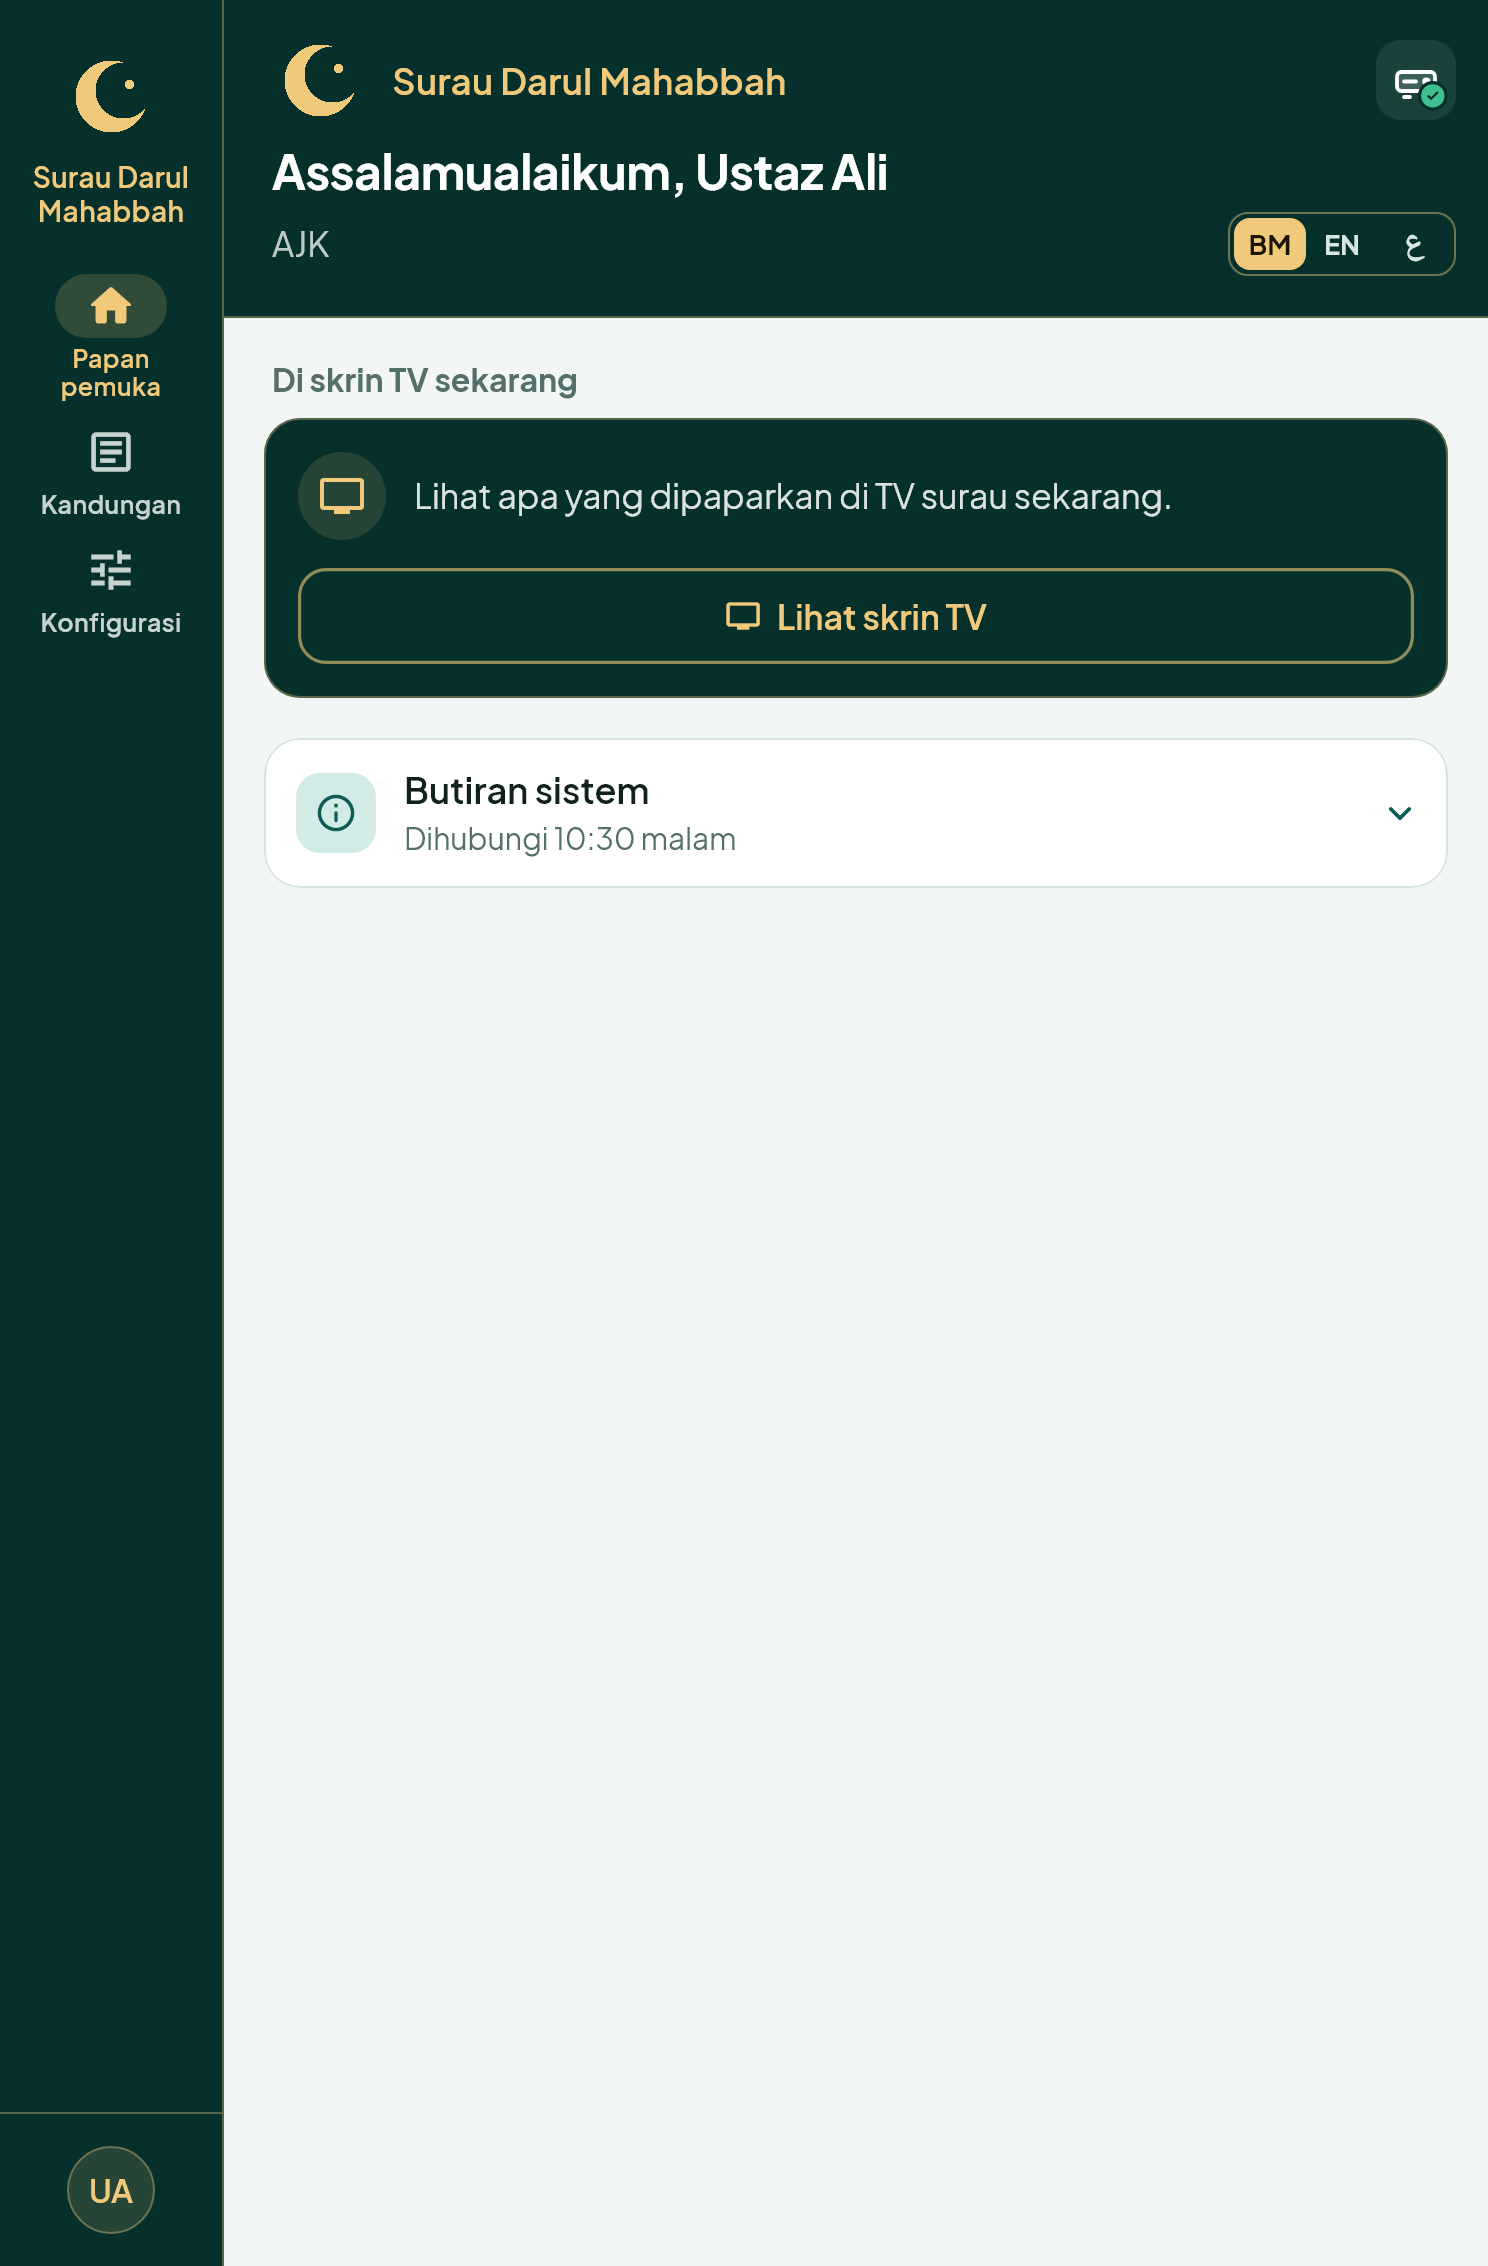 Surau Darul
Mahabbah
Papan
pemuka
Kandungan
Konfigurasi
UA
Surau Darul Mahabbah
Assalamualaikum, Ustaz Ali
AJK
BM EN ع
Di skrin TV sekarang
Lihat apa yang dipaparkan di TV surau sekarang.
Lihat skrin TV
Butiran sistem
Dihubungi 10:30 malam